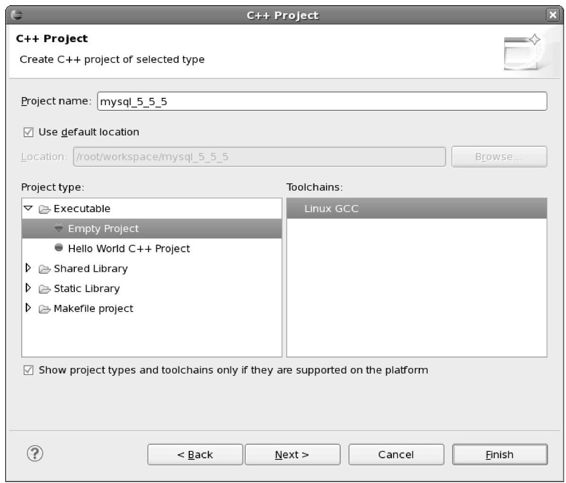 C++ Project
C++ Project
Create C++ project of selected type
Project name: mysql_5_5_5
Use default location
Location: /root/workspace/mysql_5_5_5 Browse...
Project type: Toolchains:
Executable Linux GCC
Empty Project
Hello World C++ Project
Shared Library
Static Library
Makefile project
Show project types and toolchains only if they are supported on the platform
? < Back Next > Cancel Finish